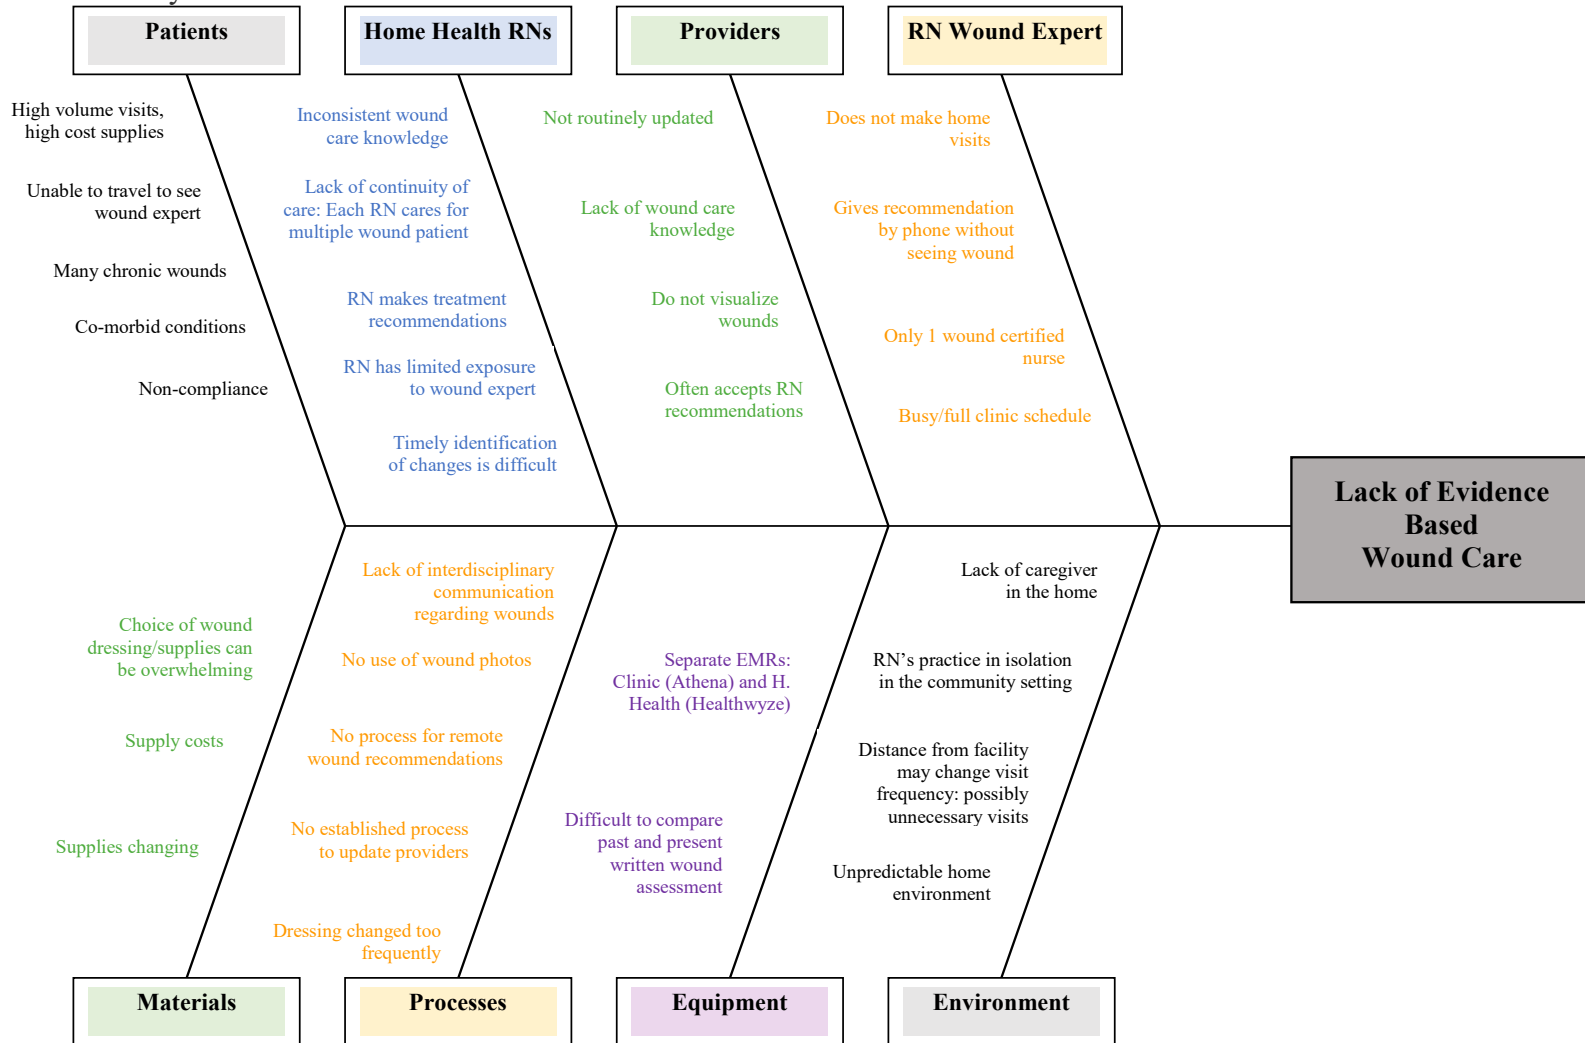 Patients
Home Health RNs
Providers
RN Wound Expert
High volume visits,
high cost supplies
Unable to travel to see
wound expert
Many chronic wounds
Co-morbid conditions
Non-compliance
Inconsistent wound
care knowledge
Lack of continuity of
care: Each RN cares for
multiple wound patient
RN makes treatment
recommendations
RN has limited exposure
to wound expert
Timely identification
of changes is difficult
Not routinely updated
Lack of wound care
knowledge
Do not visualize
wounds
Often accepts RN
recommendations
Does not make home
visits
Gives recommendation
by phone without
seeing wound
Only 1 wound certified
nurse
Busy/full clinic schedule
Lack of Evidence
Based
Wound Care
Choice of wound
dressing/supplies can
be overwhelming
Supply costs
Supplies changing
Lack of interdisciplinary
communication
regarding wounds
No use of wound photos
No process for remote
wound recommendations
No established process
to update providers
Dressing changed too
frequently
Separate EMRs:
Clinic (Athena) and H.
Health (Healthwyze)
Difficult to compare
past and present
written wound
assessment
Lack of caregiver
in the home
RN's practice in isolation
in the community setting
Distance from facility
may change visit
frequency: possibly
unnecessary visits
Unpredictable home
environment
Materials
Processes
Equipment
Environment